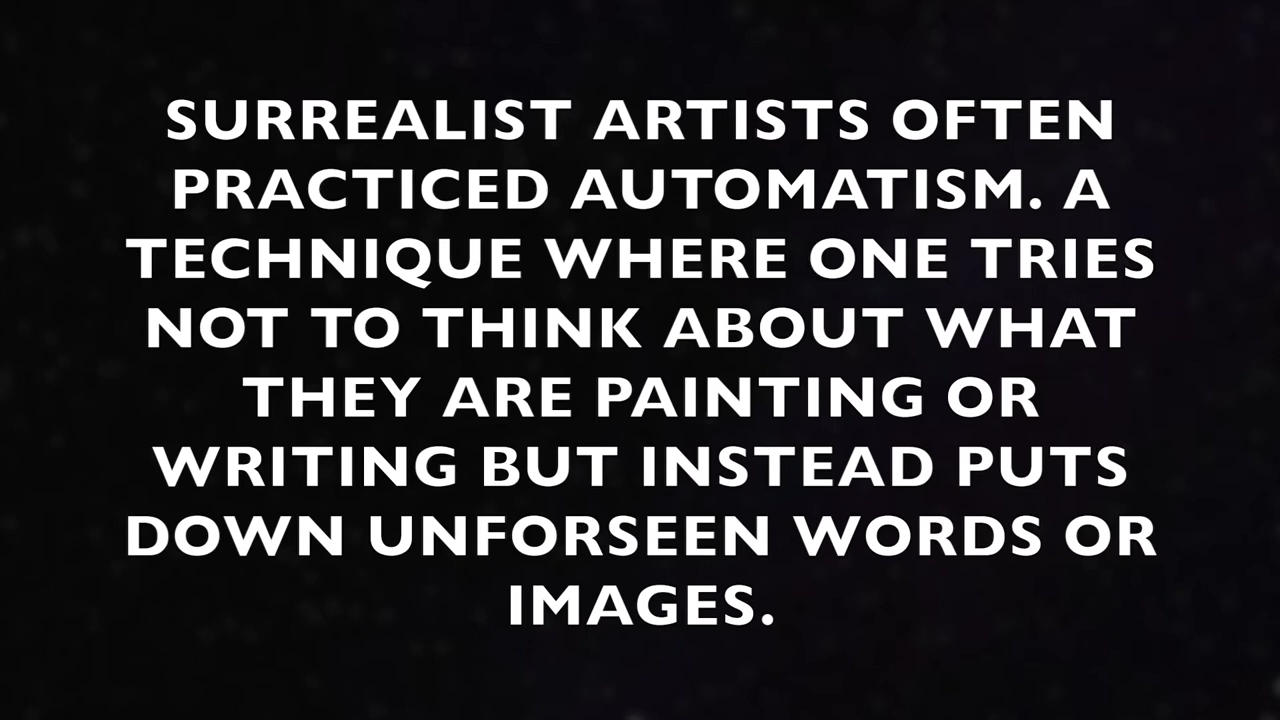 SURREALIST ARTISTS OFTEN
PRACTICED AUTOMATISM. A
TECHNIQUE WHERE ONE TRIES
NOT TO THINK ABOUT WHAT
THEY ARE PAINTING OR
WRITING BUT INSTEAD PUTS
DOWN UNFORSEEN WORDS OR
IMAGES.